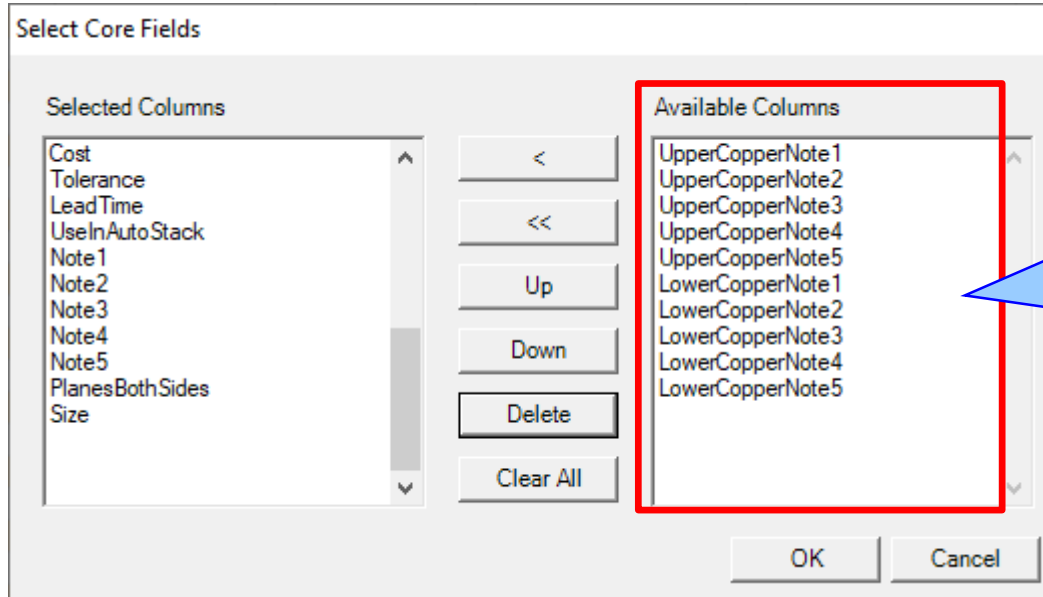 Select Core Fields
Selected Columns
Cost
Tolerance
LeadTime
UseInAutoStack
Note1
Note2
Note3
Note4
Note5
PlanesBothSides
Size
<
<<
Up
Down
Delete
Clear All
Available Columns
UpperCopperNote1
UpperCopperNote2
UpperCopperNote3
UpperCopperNote4
UpperCopperNote5
LowerCopperNote1
LowerCopperNote2
LowerCopperNote3
LowerCopperNote4
LowerCopperNote5
OK
Cancel